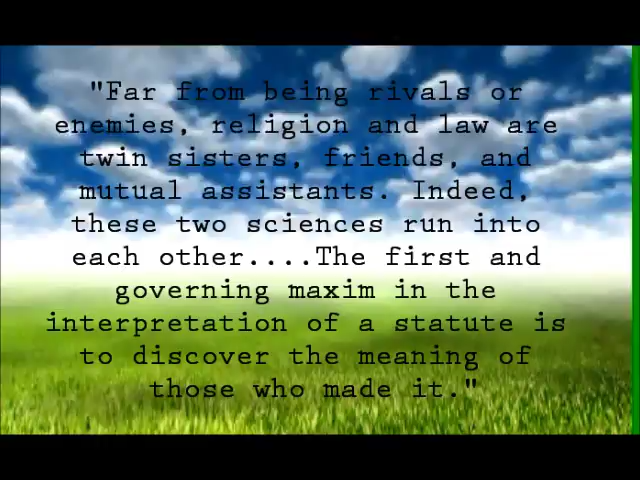 "Far from being rivals or
enemies, religion and law are
twin sisters, friends, and
mutual assistants. Indeed,
these two sciences run into
each other....The first and
governing maxim in the
interpretation of a statute is
to discover the meaning of
those who made it."